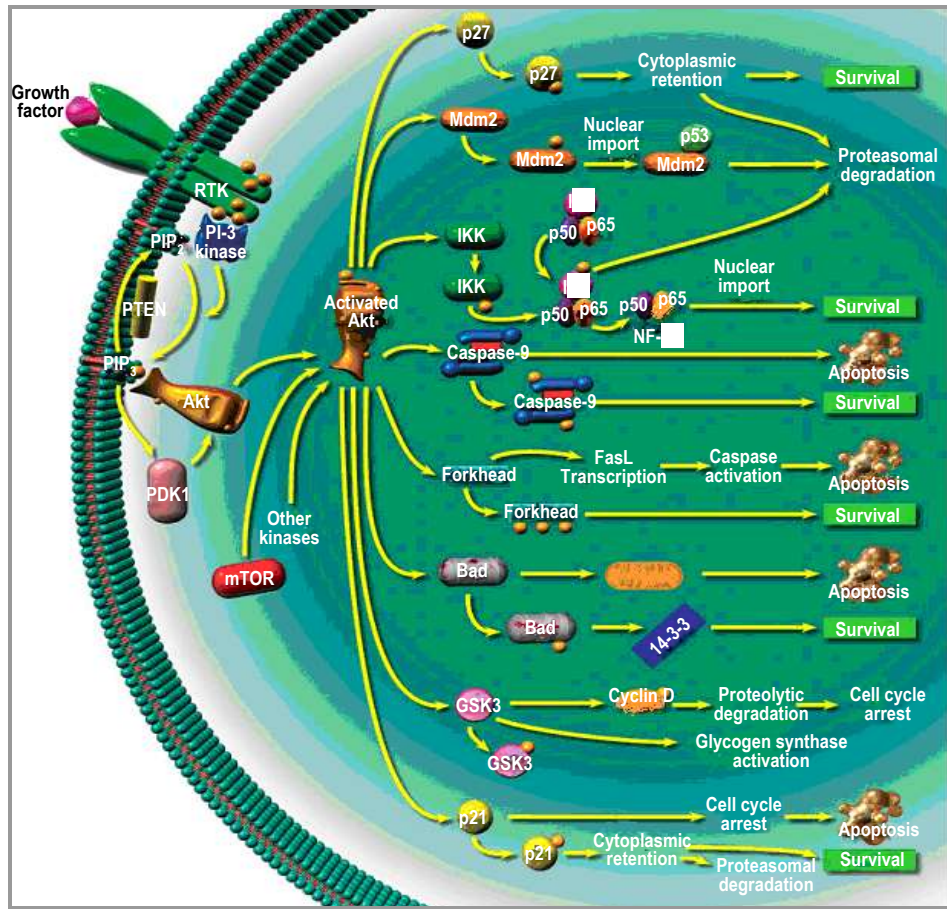 p27
p27
Cytoplasmic
retention
Survival
Growth
factor
Mdm2
Nuclear
import
p53
Mdm2
Mdm2
Proteasomal
degradation
RTK
PIP2
PI-3
kinase
IKK
p50
p65
IKK
Nuclear
import
Activated
Akt
p50
p65
p50
p65
NF-
Survival
PTEN
PIP3
Caspase-9
Apoptosis
Akt
Caspase-9
Survival
Forkhead
FasL
Transcription
Caspase
activation
Apoptosis
PDK1
Other
kinases
Forkhead
Survival
mTOR
Bad
Apoptosis
Bad
14-3-3
Survival
GSK3
Cyclin D
Proteolytic
degradation
Cell cycle
arrest
Glycogen synthase
activation
GSK3
p21
Cell cycle
arrest
Apoptosis
p21
Cytoplasmic
retention
Proteasomal
degradation
Survival